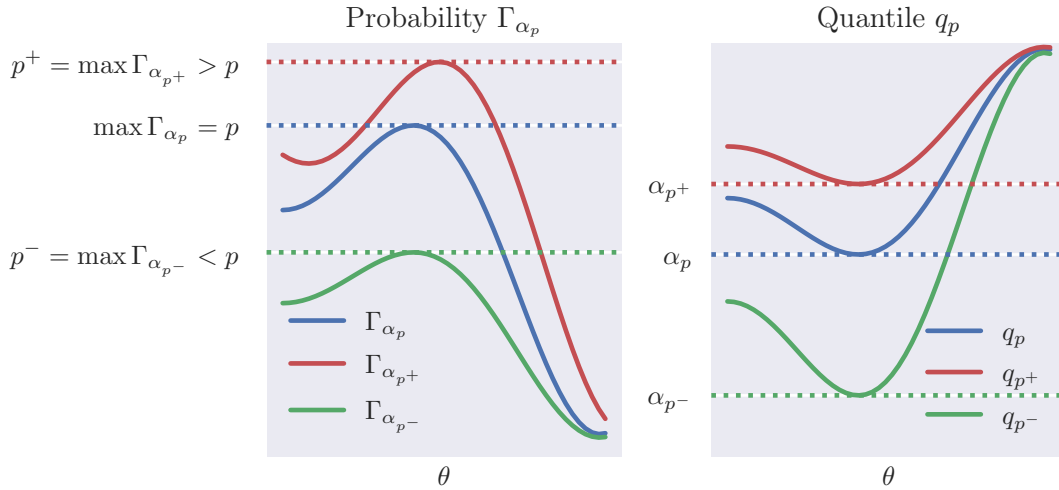 Probability Γ_{α_p}
p⁺ = max Γ_{α_{p⁺}} > p
max Γ_{α_p} = p
p⁻ = max Γ_{α_{p⁻}} < p
Γ_{α_p}
Γ_{α_{p⁺}}
Γ_{α_{p⁻}}
θ
Quantile q_p
α_{p⁺}
α_p
α_{p⁻}
q_p
q_{p⁺}
q_{p⁻}
θ